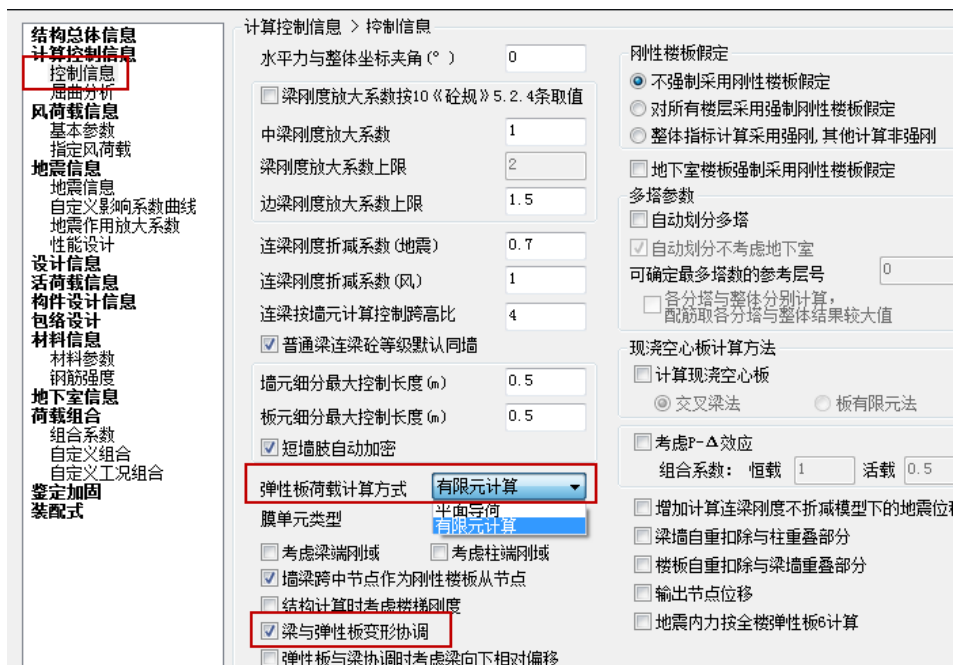 结构总体信息
计算控制信息
控制信息
屈曲分析
风荷载信息
基本参数
指定风荷载
地震信息
地震信息
自定义影响系数曲线
地震作用放大系数
性能设计
设计信息
活荷载信息
构件设计信息
包络设计
材料信息
材料参数
钢筋强度
地下室信息
荷载组合
组合系数
自定义组合
自定义工况组合
鉴定加固
装配式
计算控制信息 > 控制信息
水平力与整体坐标夹角(°) 0
梁刚度放大系数按10《砼规》5.2.4条取值
中梁刚度放大系数 1
梁刚度放大系数上限 2
边梁刚度放大系数上限 1.5
连梁刚度折减系数(地震) 0.7
连梁刚度折减系数(风) 1
连梁按墙元计算控制跨高比 4
普通梁连梁砼等级默认同墙
墙元细分最大控制长度(m) 0.5
板元细分最大控制长度(m) 0.5
短墙肢自动加密
弹性板荷载计算方式 有限元计算
平面导荷
膜单元类型 有限元计算
考虑梁端刚域 考虑柱端刚域
墙梁跨中节点作为刚性楼板从节点
结构计算时考虑楼梯刚度
梁与弹性板变形协调
弹性板与梁协调时考虑梁向下相对偏移
刚性楼板假定
不强制采用刚性楼板假定
对所有楼层采用强制刚性楼板假定
整体指标计算采用强刚,其他计算非强刚
地下室楼板强制采用刚性楼板假定
多塔参数
自动划分多塔
自动划分不考虑地下室
可确定最多塔数的参考层号 0
各分塔与整体分别计算,
配筋取各分塔与整体结果较大值
现浇空心板计算方法
计算现浇空心板
交叉梁法 板有限元法
考虑P-Δ效应
组合系数: 恒载 1 活载 0.5
增加计算连梁刚度不折减模型下的地震位
梁墙自重扣除与柱重叠部分
楼板自重扣除与梁墙重叠部分
输出节点位移
地震内力按全楼弹性板6计算